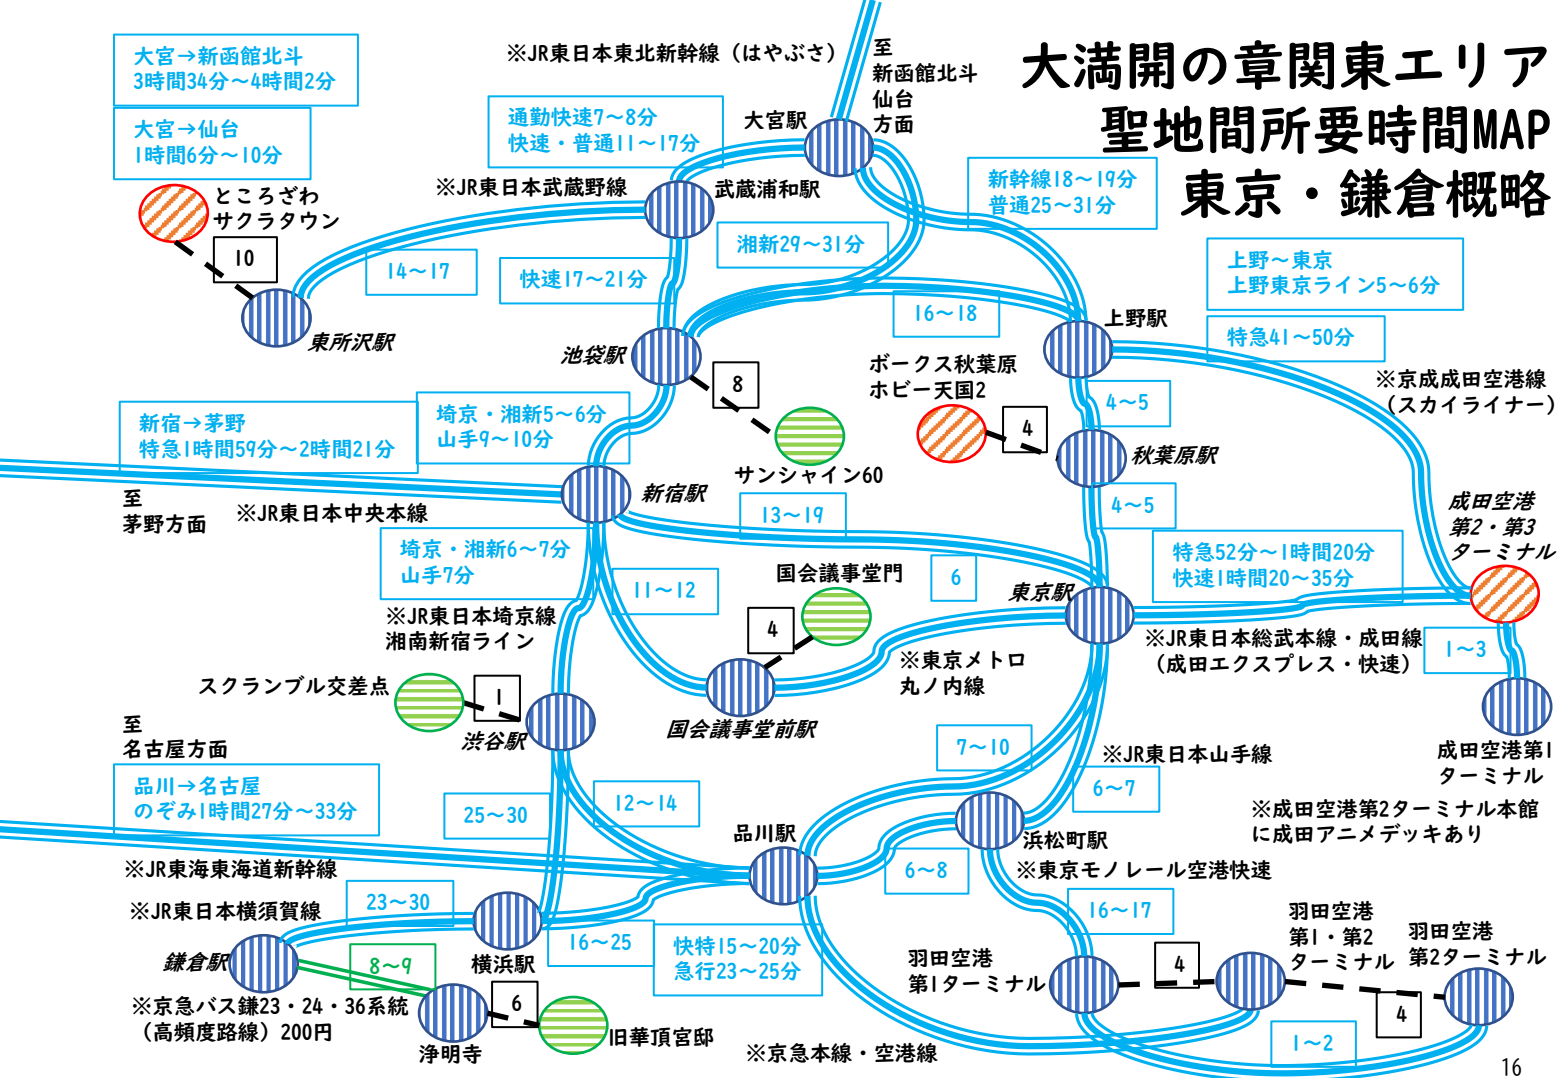 大満開の章関東エリア
聖地間所要時間MAP
東京・鎌倉概略
大宮→新函館北斗
3時間34分～4時間2分
大宮→仙台
1時間6分～10分
※JR東日本東北新幹線（はやぶさ）
至
新函館北斗
仙台
方面
大宮駅
通勤快速7～8分
快速・普通11～17分
※JR東日本武蔵野線
武蔵浦和駅
新幹線18～19分
普通25～31分
ところざわ
サクラタウン
10
14～17
東所沢駅
快速17～21分
湘新29～31分
上野～東京
上野東京ライン5～6分
16～18
上野駅
特急41～50分
※京成成田空港線
（スカイライナー）
池袋駅
8
サンシャイン60
ボークス秋葉原
ホビー天国2
4
4～5
秋葉原駅
4～5
新宿→茅野
特急1時間59分～2時間21分
埼京・湘新5～6分
山手9～10分
新宿駅
至
茅野方面
※JR東日本中央本線
13～19
成田空港
第2・第3
ターミナル
埼京・湘新6～7分
山手7分
11～12
国会議事堂門
6
東京駅
特急52分～1時間20分
快速1時間20～35分
※JR東日本埼京線
湘南新宿ライン
4
※東京メトロ
丸ノ内線
※JR東日本総武本線・成田線
（成田エクスプレス・快速）
1～3
スクランブル交差点
1
渋谷駅
国会議事堂前駅
成田空港第1
ターミナル
至
名古屋方面
7～10
※JR東日本山手線
品川→名古屋
のぞみ1時間27分～33分
25～30
12～14
6～7
※成田空港第2ターミナル本館
に成田アニメデッキあり
品川駅
浜松町駅
※JR東海東海道新幹線
6～8
※東京モノレール空港快速
※JR東日本横須賀線
23～30
16～25
快特15～20分
急行23～25分
16～17
羽田空港
第1・第2
ターミナル
羽田空港
第2ターミナル
鎌倉駅
8～9
横浜駅
羽田空港
第1ターミナル
4
4
※京急バス鎌23・24・36系統
（高頻度路線）200円
6
浄明寺
旧華頂宮邸
※京急本線・空港線
1～2
16